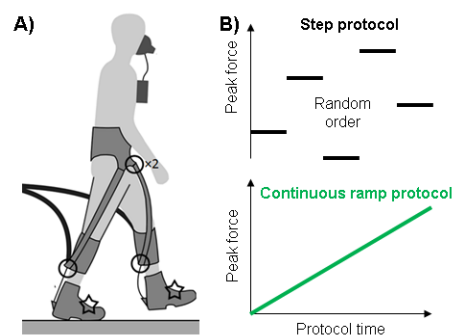 A)
×2
B)
Step protocol
Peak force
Random
order
Continuous ramp protocol
Peak force
Protocol time